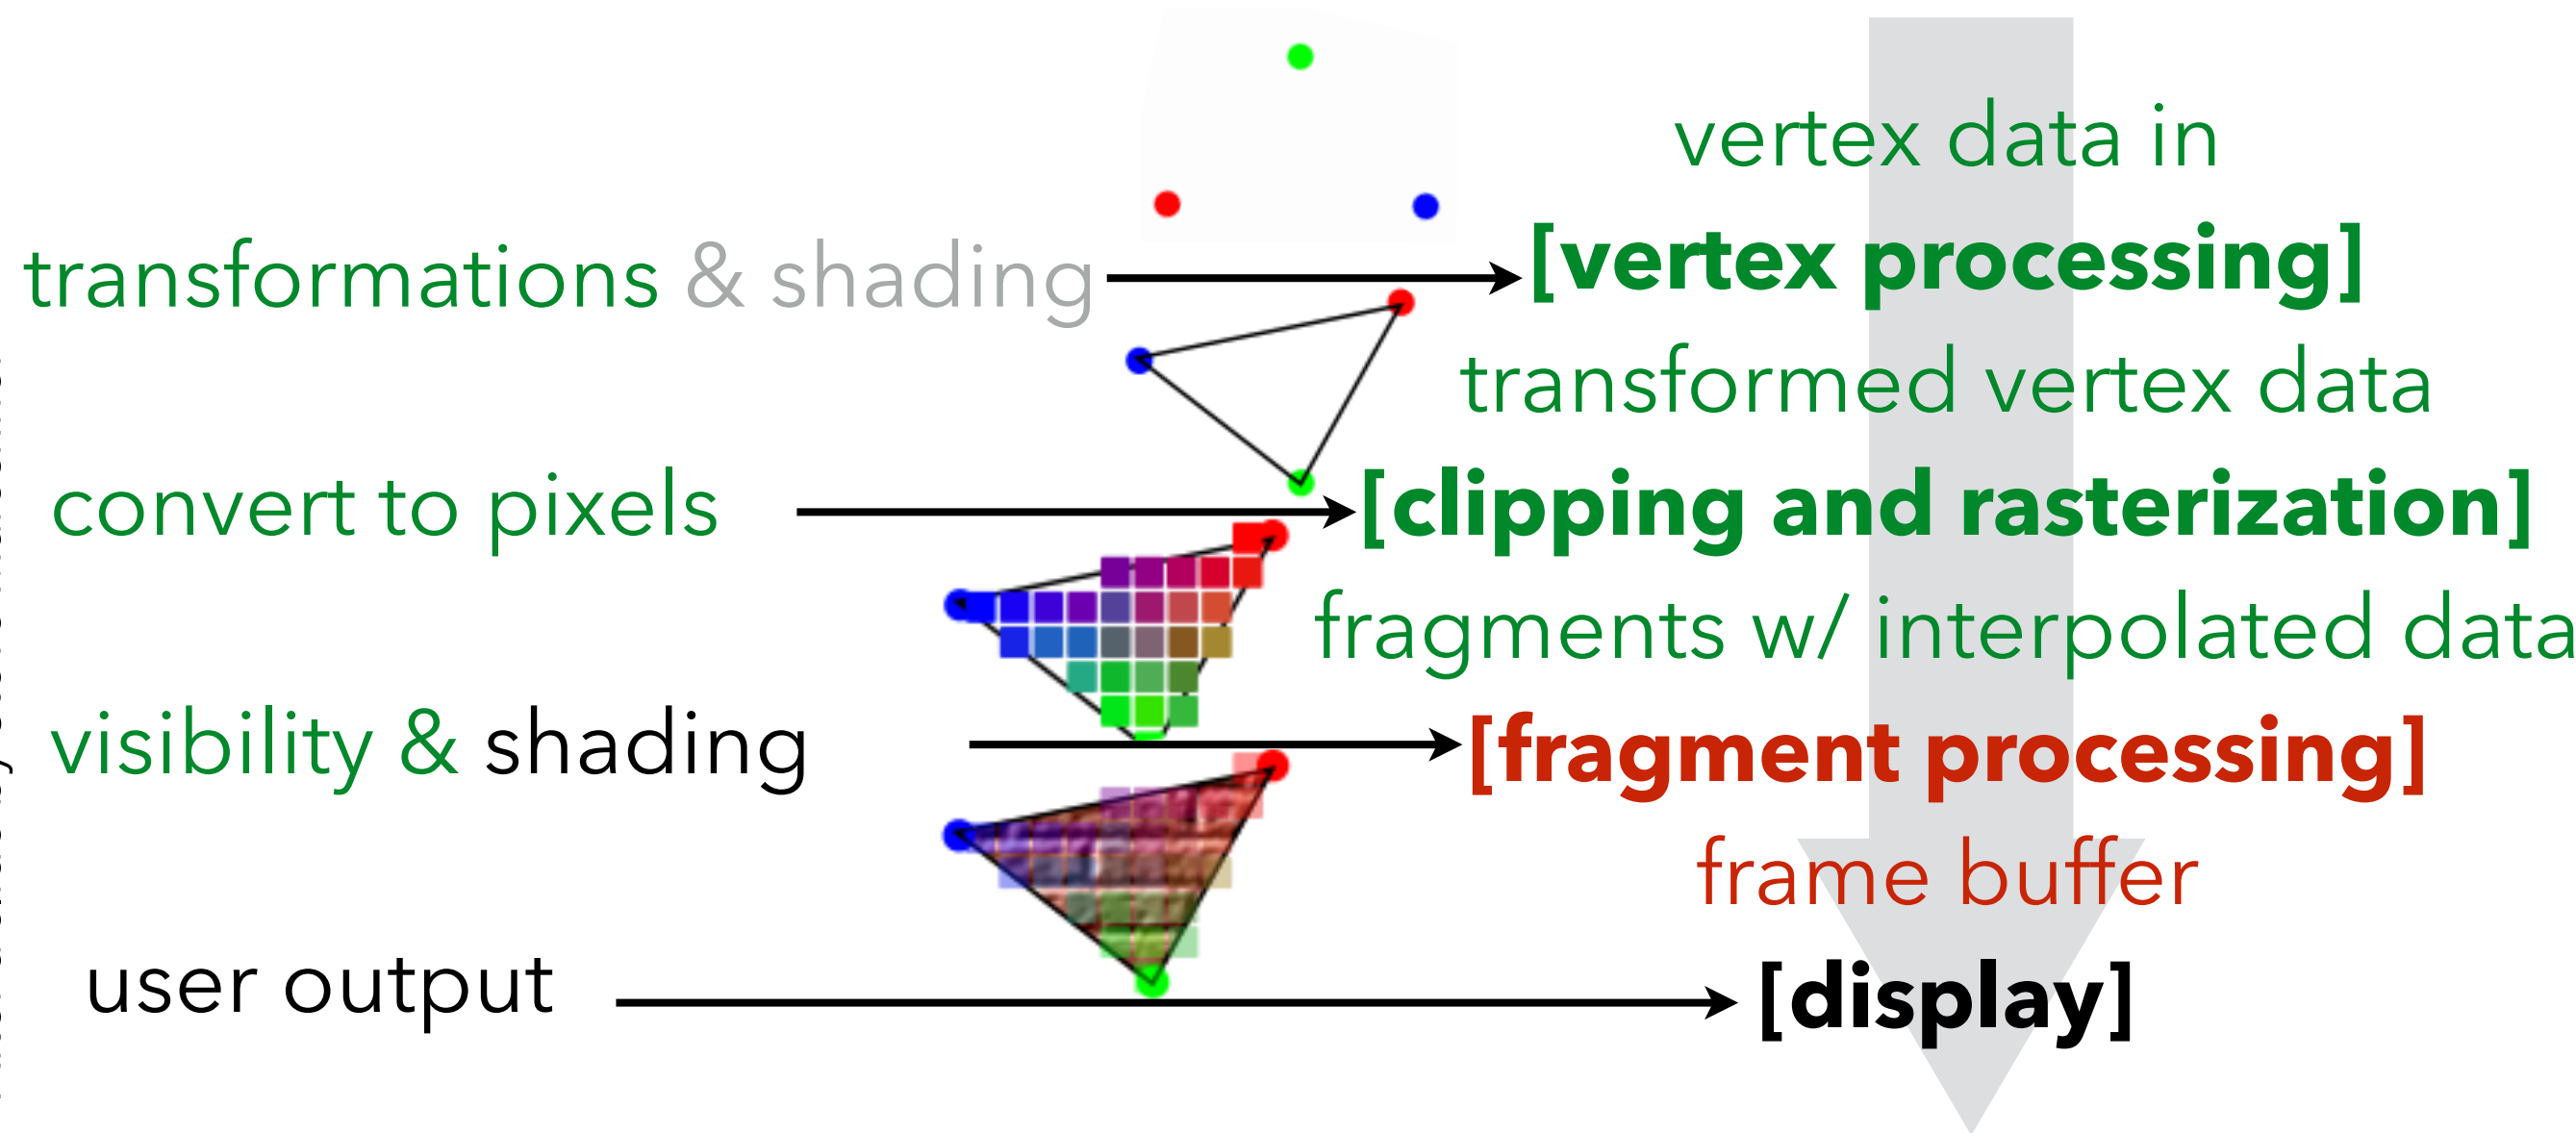 vertex data in
transformations & shading
[vertex processing]
transformed vertex data
convert to pixels
[clipping and rasterization]
fragments w/ interpolated data
visibility & shading
[fragment processing]
frame buffer
user output
[display]